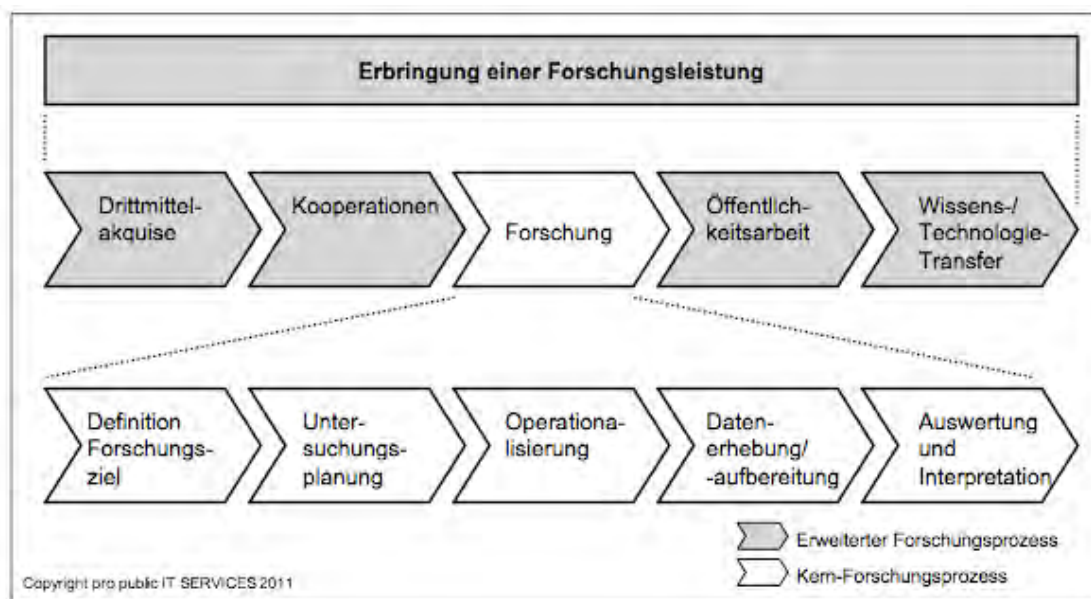 Erbringung einer Forschungsleistung
Drittmittel-
akquise
Kooperationen
Forschung
Öffentlich-
keitsarbeit
Wissens-/
Technologie-
Transfer
Definition
Forschungs-
ziel
Unter-
suchungs-
planung
Operationa-
lisierung
Daten-
erhebung/
-aufbereitung
Auswertung
und
Interpretation
Erweiterter Forschungsprozess
Kern-Forschungsprozess
Copyright pro public IT SERVICES 2011